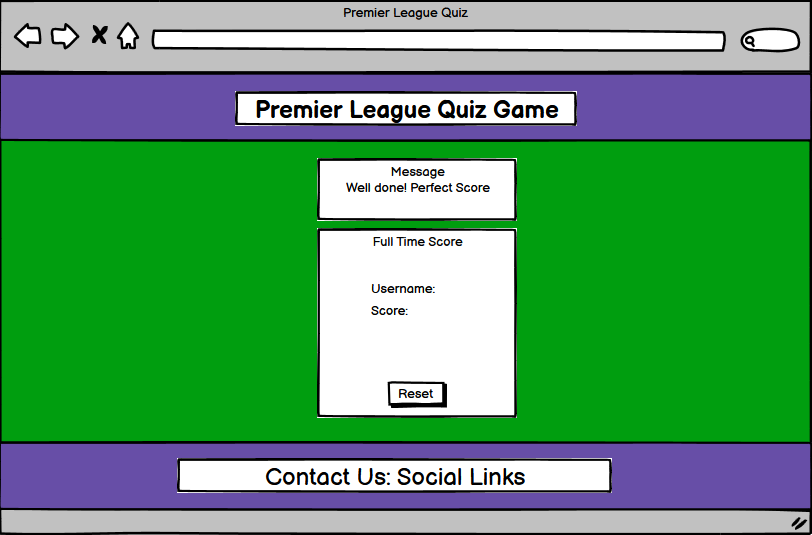 Premier League Quiz
Premier League Quiz Game
Message
Well done! Perfect Score
Full Time Score
Username:
Score:
Reset
Contact Us: Social Links